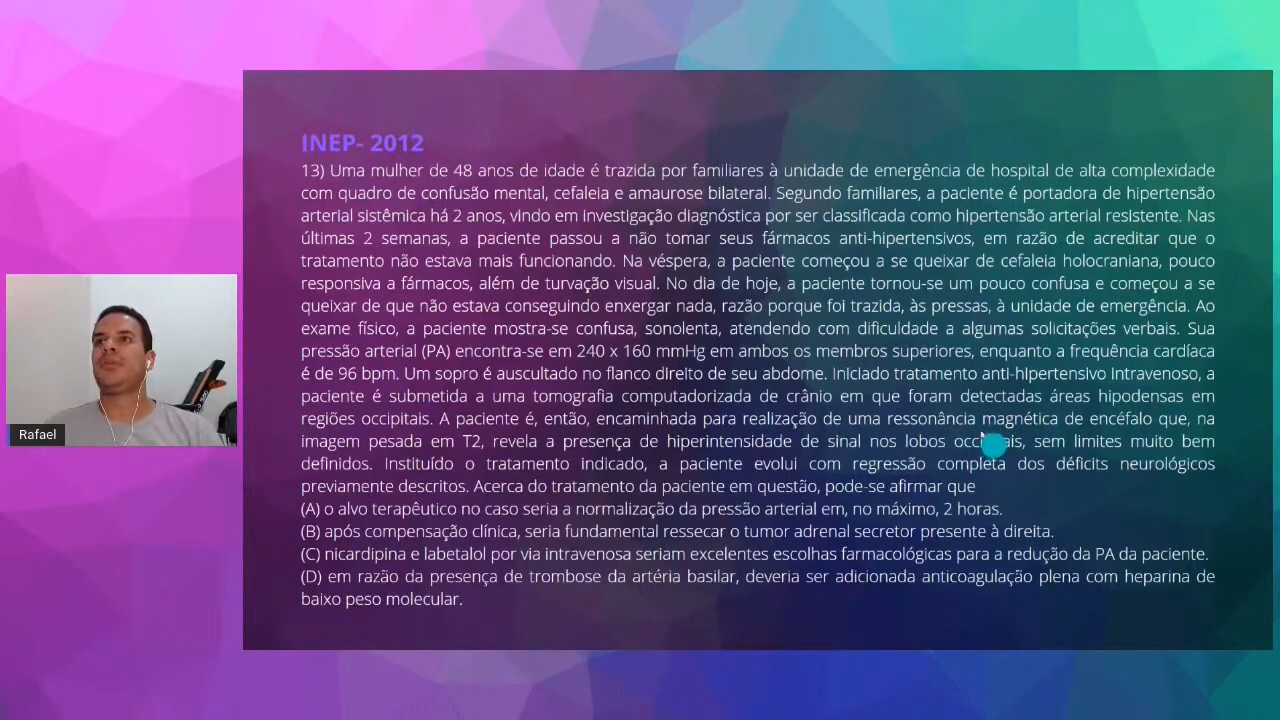 INEP- 2012
13) Uma mulher de 48 anos de idade é trazida por familiares à unidade de emergência de hospital de alta complexidade
com quadro de confusão mental, cefaleia e amaurose bilateral. Segundo familiares, a paciente é portadora de hipertensão
arterial sistêmica há 2 anos, vindo em investigação diagnóstica por ser classificada como hipertensão arterial resistente. Nas
últimas 2 semanas, a paciente passou a não tomar seus fármacos anti-hipertensivos, em razão de acreditar que o
tratamento não estava mais funcionando. Na véspera, a paciente começou a se queixar de cefaleia holocraniana, pouco
responsiva a fármacos, além de turvação visual. No dia de hoje, a paciente tornou-se um pouco confusa e começou a se
queixar de que não estava conseguindo enxergar nada, razão porque foi trazida, às pressas, à unidade de emergência. Ao
exame físico, a paciente mostra-se confusa, sonolenta, atendendo com dificuldade a algumas solicitações verbais. Sua
pressão arterial (PA) encontra-se em 240 x 160 mmHg em ambos os membros superiores, enquanto a frequência cardíaca
é de 96 bpm. Um sopro é auscultado no flanco direito de seu abdome. Iniciado tratamento anti-hipertensivo intravenoso, a
paciente é submetida a uma tomografia computadorizada de crânio em que foram detectadas áreas hipodensas em
regiões occipitais. A paciente é, então, encaminhada para realização de uma ressonância magnética de encéfalo que, na
imagem pesada em T2, revela a presença de hiperintensidade de sinal nos lobos occipitais, sem limites muito bem
definidos. Instituído o tratamento indicado, a paciente evolui com regressão completa dos déficits neurológicos
previamente descritos. Acerca do tratamento da paciente em questão, pode-se afirmar que
(A) o alvo terapêutico no caso seria a normalização da pressão arterial em, no máximo, 2 horas.
(B) após compensação clínica, seria fundamental ressecar o tumor adrenal secretor presente à direita.
(C) nicardipina e labetalol por via intravenosa seriam excelentes escolhas farmacológicas para a redução da PA da paciente.
(D) em razão da presença de trombose da artéria basilar, deveria ser adicionada anticoagulação plena com heparina de
baixo peso molecular.
Rafael